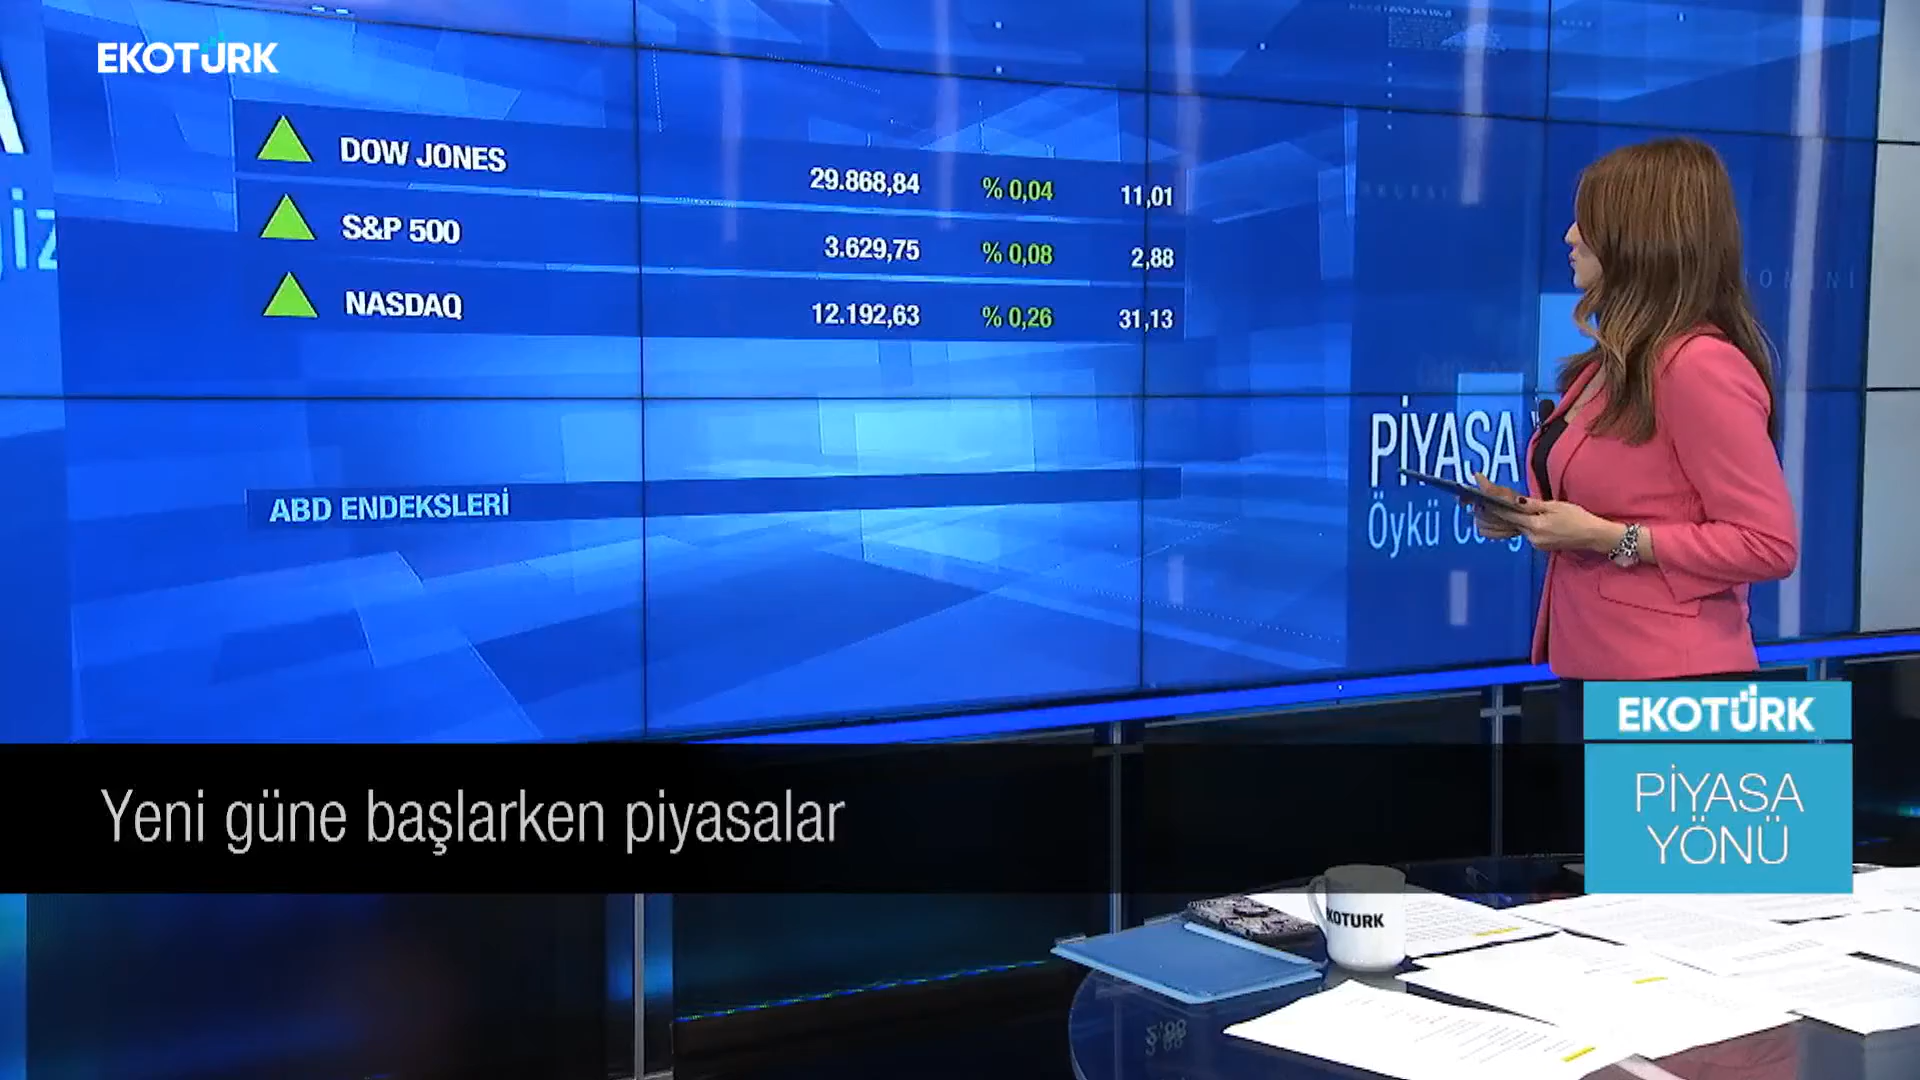 EKOTÜRK
DOW JONES 29.868,84 % 0,04 11,01
S&P 500 3.629,75 % 0,08 2,88
NASDAQ 12.192,63 % 0,26 31,13
ABD ENDEKSLERİ
PİYASA
Öykü
EKOTÜRK
PİYASA
YÖNÜ
Yeni güne başlarken piyasalar
EKOTURK